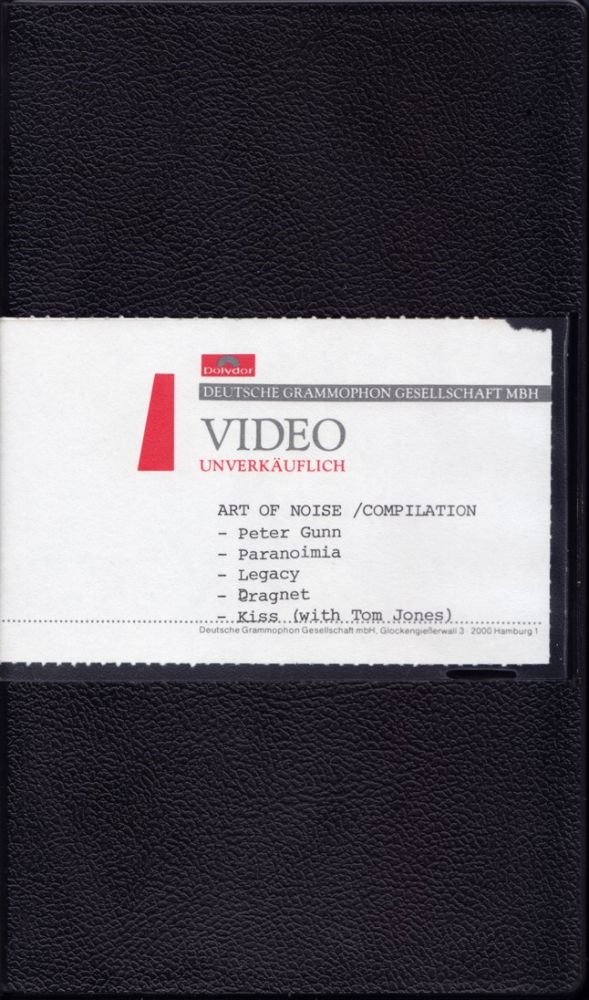 Polydor
DEUTSCHE GRAMMOPHON GESELLSCHAFT MBH
VIDEO
UNVERKÄUFLICH
ART OF NOISE /COMPILATION
- Peter Gunn
- Paranoimia
- Legacy
- Dragnet
- Kiss (with Tom Jones)
Deutsche Grammophon Gesellschaft mbH, Glockengießerwall 3 · 2000 Hamburg 1